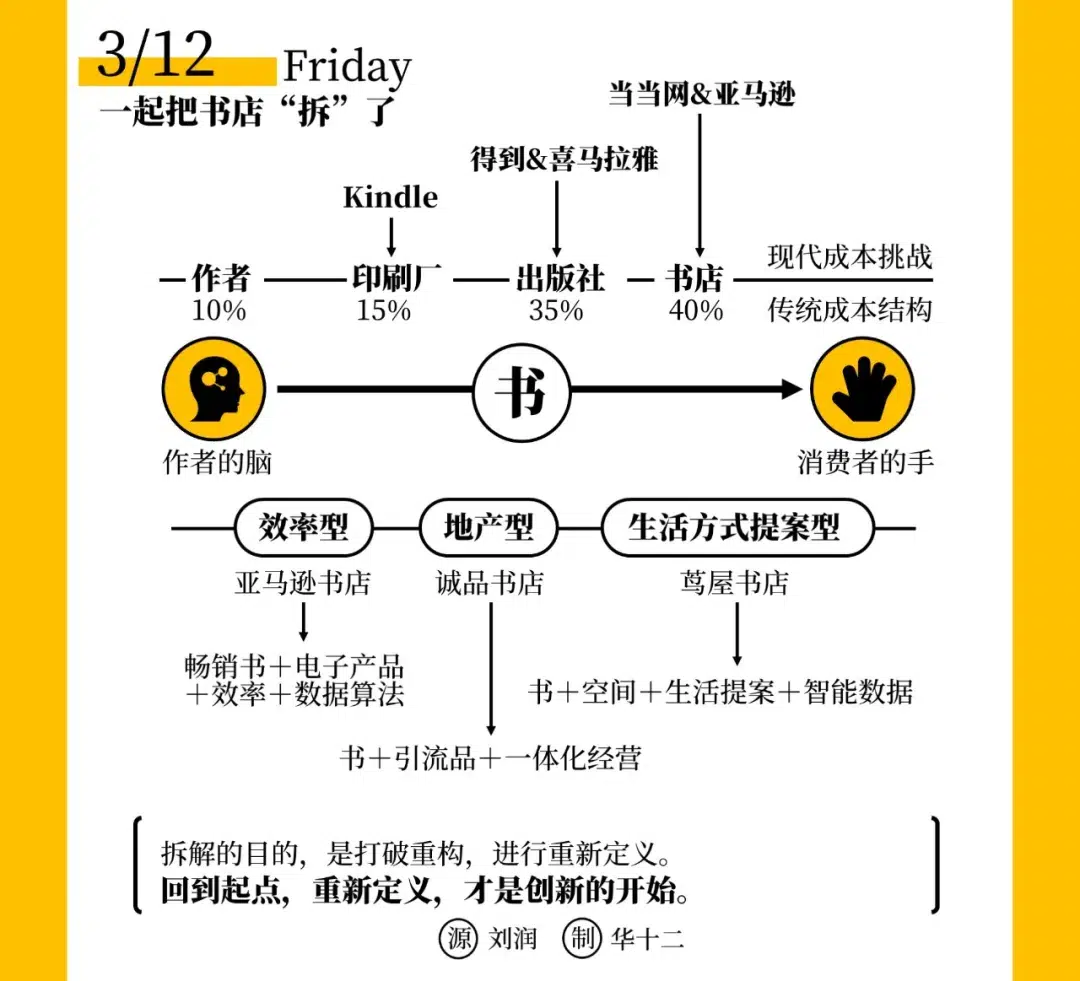 3/12 Friday
一起把书店“拆”了
当当网&亚马逊
得到&喜马拉雅
Kindle
作者 印刷厂 出版社 书店 现代成本挑战
10% 15% 35% 40% 传统成本结构
书
作者的脑 消费者的手
效率型 地产型 生活方式提案型
亚马逊书店 诚品书店 茑屋书店
畅销书＋电子产品
＋效率＋数据算法
书＋空间＋生活提案＋智能数据
书＋引流品＋一体化经营
拆解的目的，是打破重构，进行重新定义。
回到起点，重新定义，才是创新的开始。
源 刘润 制 华十二